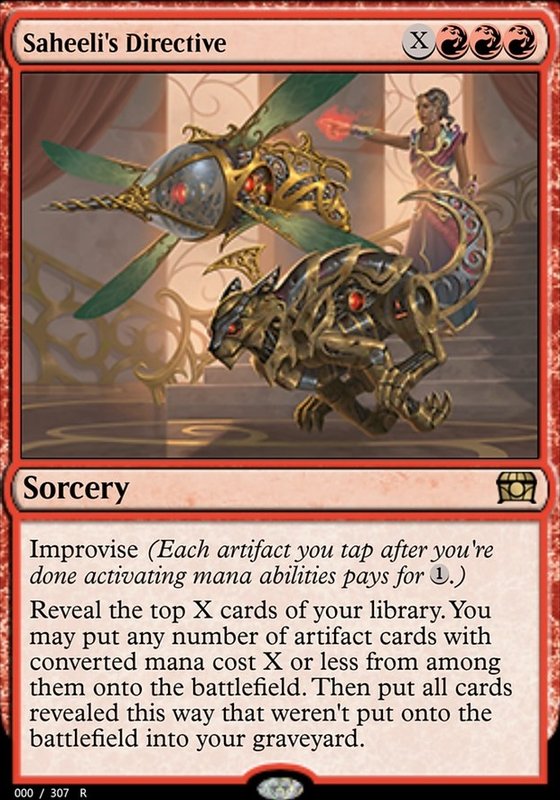 Saheeli's Directive X
Sorcery
Improvise (Each artifact you tap after you're
done activating mana abilities pays for 1.)
Reveal the top X cards of your library. You
may put any number of artifact cards with
converted mana cost X or less from among
them onto the battlefield. Then put all cards
revealed this way that weren't put onto the
battlefield into your graveyard.
000 / 307 R